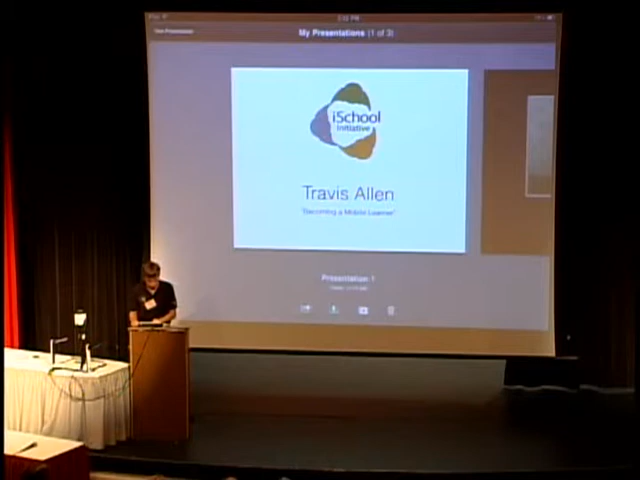 My Presentations (1 of 3)
iSchool
Initiative
Travis Allen
"Becoming a Mobile Learner"
Presentation 1